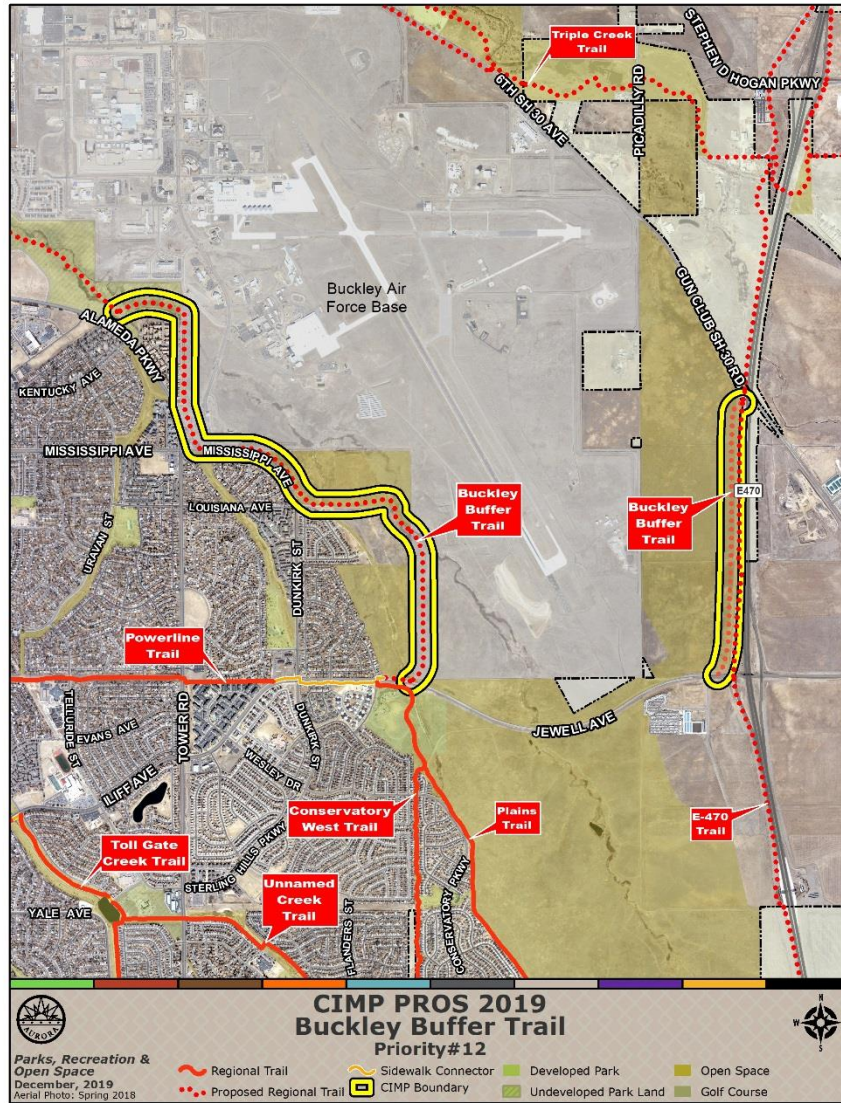 STEPHEN D HOGAN PKWY
Triple Creek
Trail
PICADILLY RD
6TH SH 30 AVE
Buckley Air
Force Base
GUN CLUB SH 30 RD
ALAMEDA PKWY
KENTUCKY AVE
MISSISSIPPI AVE
MISSISSIPPI AVE
E470
Buckley
Buffer
Trail
Buckley
Buffer
Trail
LOUISIANA AVE
URAVAN ST
DUNKIRK ST
Powerline
Trail
TELLURIDE ST
EVANS AVE
TOWER RD
DUNKIRK ST
JEWELL AVE
WESLEY DR
ILIFF AVE
Conservatory
West Trail
Plains
Trail
E-470
Trail
Toll Gate
Creek Trail
STERLING HILLS PKWY
Unnamed
Creek
Trail
YALE AVE
FLANDERS ST
CONSERVATORY PKWY
AURORA
CIMP PROS 2019
Buckley Buffer Trail
Priority#12
N
W E
S
Parks, Recreation &
Open Space
December, 2019
Aerial Photo: Spring 2018
Regional Trail
Sidewalk Connector
Developed Park
Open Space
Proposed Regional Trail
CIMP Boundary
Undeveloped Park Land
Golf Course